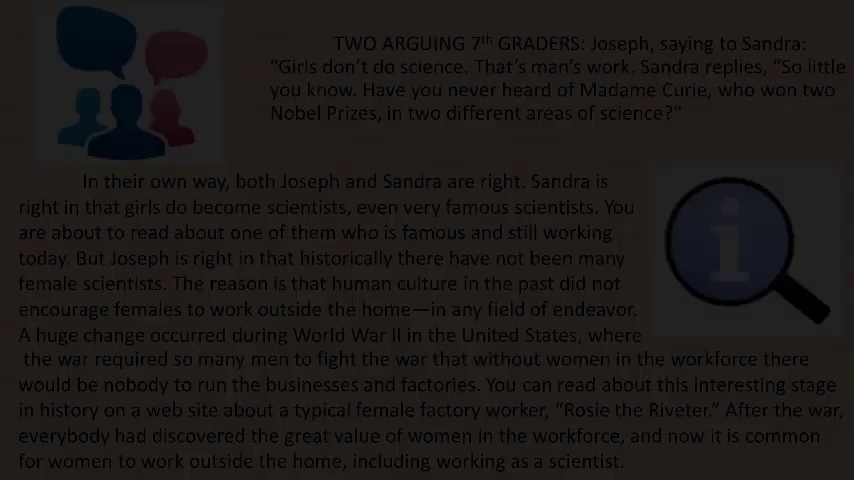 TWO ARGUING 7th GRADERS: Joseph, saying to Sandra:
“Girls don’t do science. That’s man’s work. Sandra replies, “So little
you know. Have you never heard of Madame Curie, who won two
Nobel Prizes, in two different areas of science?”
In their own way, both Joseph and Sandra are right. Sandra is
right in that girls do become scientists, even very famous scientists. You
are about to read about one of them who is famous and still working
today. But Joseph is right in that historically there have not been many
female scientists. The reason is that human culture in the past did not
encourage females to work outside the home—in any field of endeavor.
A huge change occurred during World War II in the United States, where
the war required so many men to fight the war that without women in the workforce there
would be nobody to run the businesses and factories. You can read about this interesting stage
in history on a web site about a typical female factory worker, “Rosie the Riveter.” After the war,
everybody had discovered the great value of women in the workforce, and now it is common
for women to work outside the home, including working as a scientist.